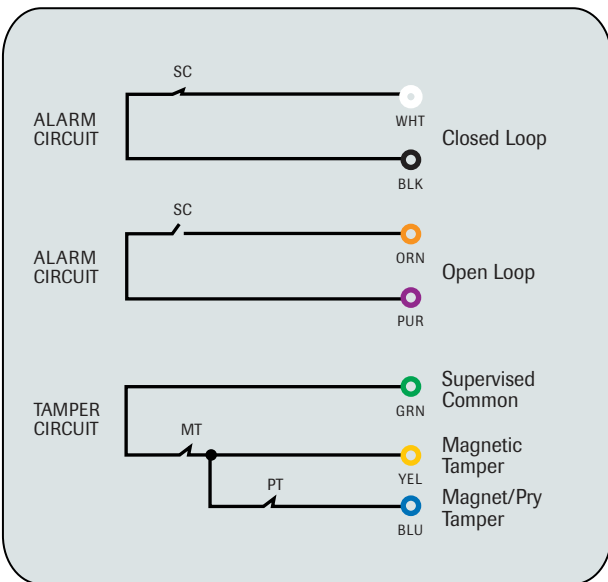 SC
ALARM
CIRCUIT
WHT
Closed Loop
BLK
SC
ALARM
CIRCUIT
ORN
Open Loop
PUR
TAMPER
CIRCUIT
GRN
Supervised
Common
MT
YEL
Magnetic
Tamper
PT
BLU
Magnet/Pry
Tamper